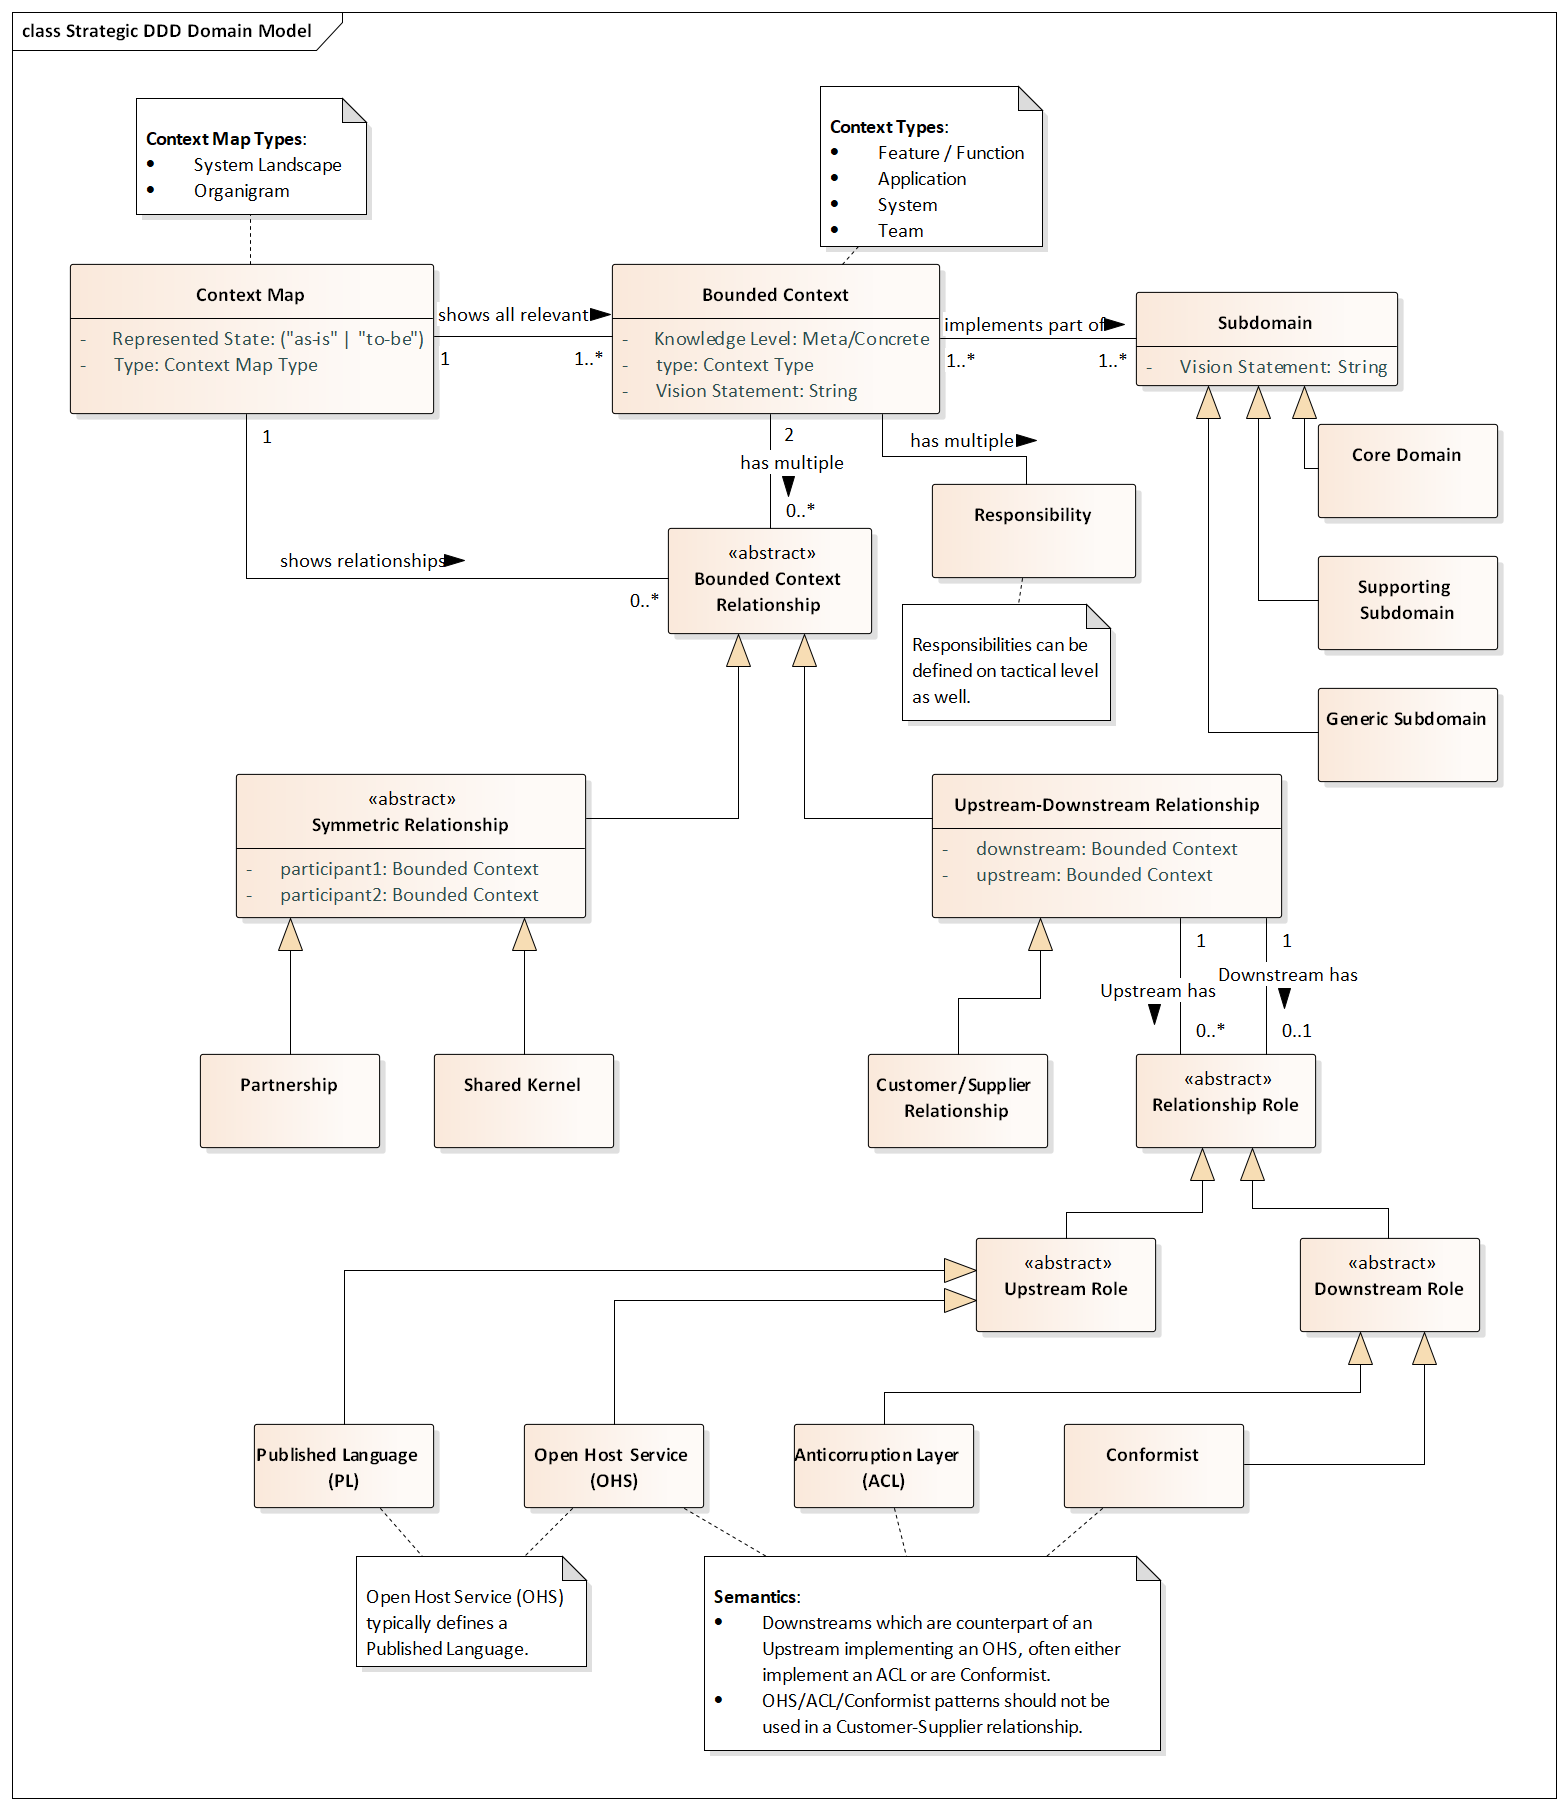 class Strategic DDD Domain Model
Context Map Types:
• System Landscape
• Organigram
Context Types:
• Feature / Function
• Application
• System
• Team
Context Map
- Represented State: ("as-is" | "to-be")
- Type: Context Map Type
shows all relevant
1
1..*
Bounded Context
- Knowledge Level: Meta/Concrete
- type: Context Type
- Vision Statement: String
implements part of
1..*
1..*
Subdomain
- Vision Statement: String
1
shows relationships
0..*
2
has multiple
0..*
has multiple
Responsibility
Responsibilities can be
defined on tactical level
as well.
Core Domain
Supporting
Subdomain
Generic Subdomain
«abstract»
Bounded Context
Relationship
«abstract»
Symmetric Relationship
- participant1: Bounded Context
- participant2: Bounded Context
Upstream-Downstream Relationship
- downstream: Bounded Context
- upstream: Bounded Context
1
Upstream has
0..*
1
Downstream has
0..1
Partnership
Shared Kernel
Customer/Supplier
Relationship
«abstract»
Relationship Role
«abstract»
Upstream Role
«abstract»
Downstream Role
Published Language
(PL)
Open Host Service
(OHS)
Anticorruption Layer
(ACL)
Conformist
Open Host Service (OHS)
typically defines a
Published Language.
Semantics:
• Downstreams which are counterpart of an
Upstream implementing an OHS, often either
implement an ACL or are Conformist.
• OHS/ACL/Conformist patterns should not be
used in a Customer-Supplier relationship.